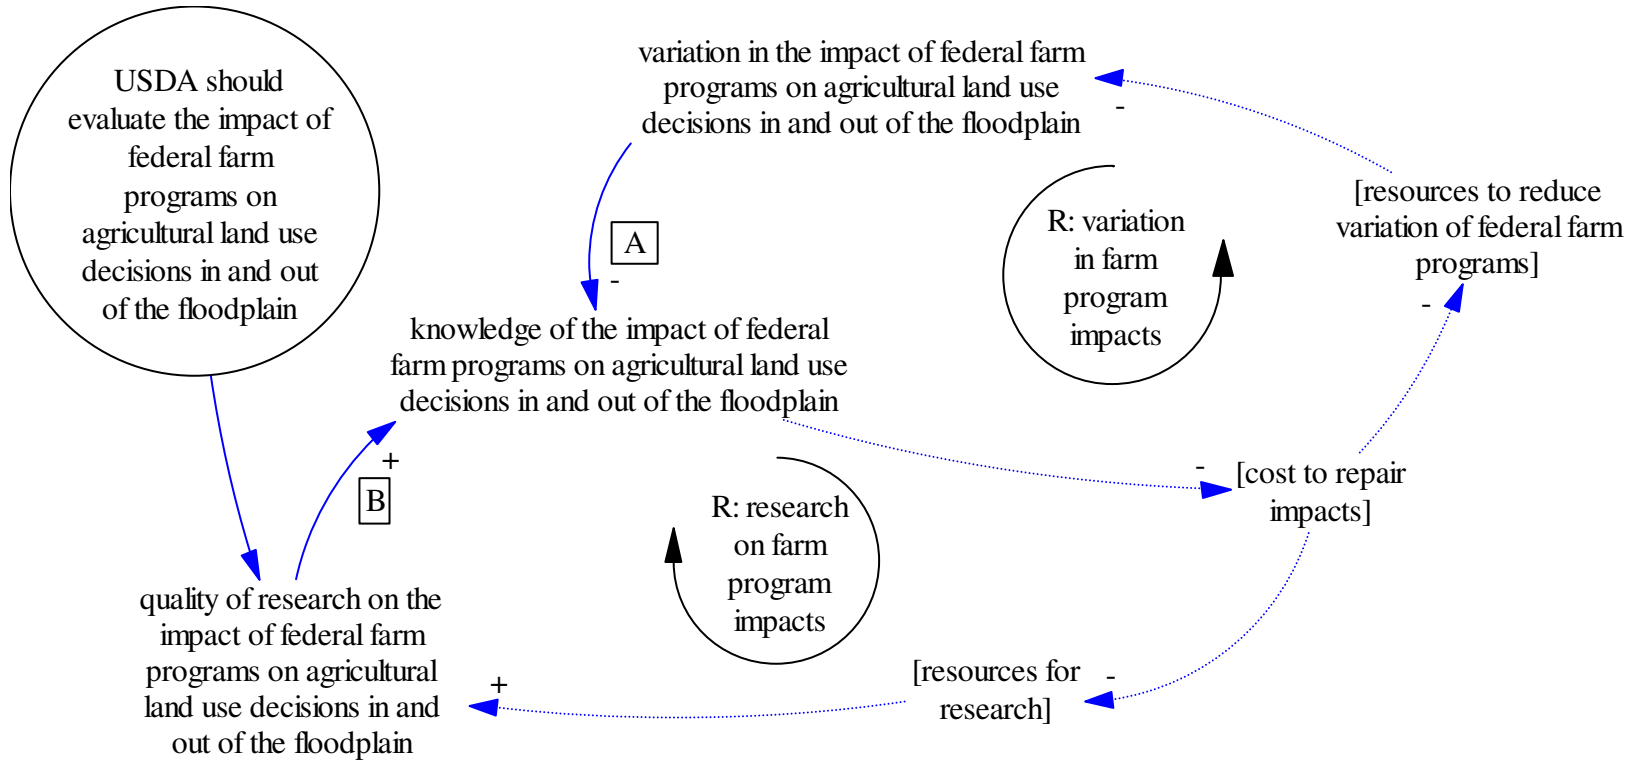 USDA should
evaluate the impact of
federal farm
programs on
agricultural land use
decisions in and out
of the floodplain
variation in the impact of federal farm
programs on agricultural land use
decisions in and out of the floodplain
-
[resources to reduce
variation of federal farm
programs]
-
R: variation
in farm
program
impacts
A
-
knowledge of the impact of federal
farm programs on agricultural land use
decisions in and out of the floodplain
+
B
-
[cost to repair
impacts]
R: research
on farm
program
impacts
quality of research on the
impact of federal farm
programs on agricultural
land use decisions in and
out of the floodplain
+
[resources for
research]
-